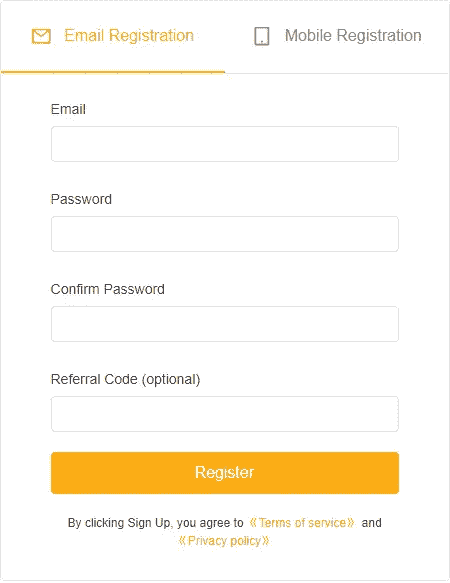 Email Registration Mobile Registration
Email
Password
Confirm Password
Referral Code (optional)
Register
By clicking Sign Up, you agree to 《Terms of service》 and
《Privacy policy》